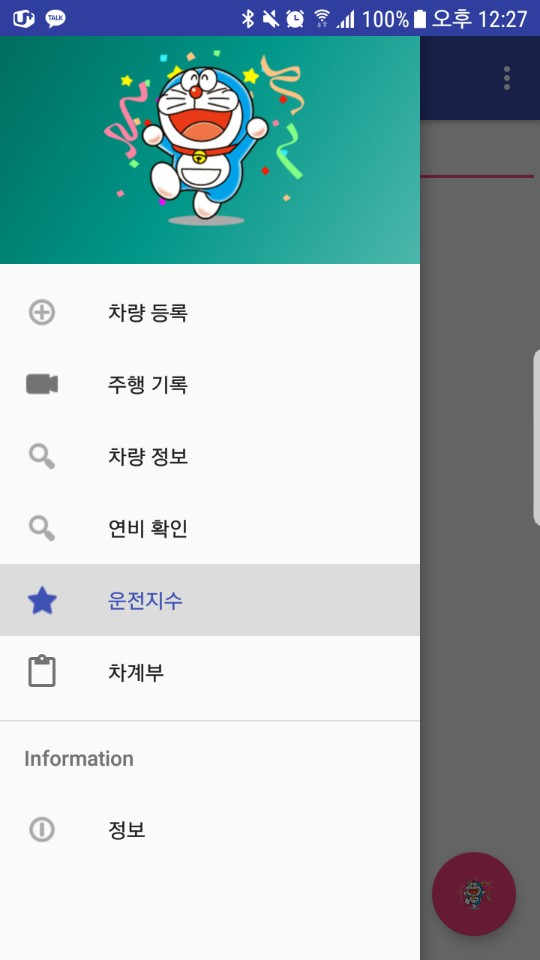 U+
TALK
100%
오후 12:27
차량 등록
주행 기록
차량 정보
연비 확인
운전지수
차계부
Information
정보